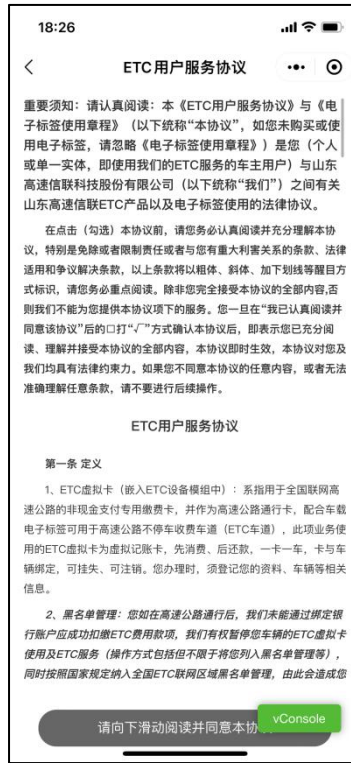 18:26
ETC用户服务协议
重要须知：请认真阅读：本《ETC用户服务协议》与《电
子标签使用章程》（以下统称“本协议”，如您未购买或使
用电子标签，请忽略《电子标签使用章程》）是您（个人
或单一实体，即使用我们的ETC服务的车主用户）与山东
高速信联科技股份有限公司（以下统称“我们”）之间有关
山东高速信联ETC产品以及电子标签使用的法律协议。
在点击（勾选）本协议前，请您务必认真阅读并充分理解本协
议，特别是免除或者限制责任或者与您有重大利害关系的条款、法律
适用和争议解决条款，以上条款将以粗体、斜体、加下划线等醒目方
式标识，请您务必重点阅读。除非您完全接受本协议的全部内容,否
则我们不能为您提供本协议项下的服务。您一旦在“我已认真阅读并
同意该协议”后的□打“√”方式确认本协议后，即表示您已充分阅
读、理解并接受本协议的全部内容，本协议即时生效，本协议对您及
我们均具有法律约束力。如果您不同意本协议的任意内容，或者无法
准确理解任意条款，请不要进行后续操作。
ETC用户服务协议
第一条 定义
1、ETC虚拟卡（嵌入ETC设备模组中）：系指用于全国联网高
速公路的非现金支付专用缴费卡，并作为高速公路通行卡，配合车载
电子标签可用于高速公路不停车收费车道（ETC车道），此项业务使
用的ETC虚拟卡为虚拟记账卡，先消费、后还款，一卡一车，卡与车
辆绑定，可挂失、可注销。您办理时，须登记您的资料、车辆等相关
信息。
2、黑名单管理：您如在高速公路通行后，我们未能通过绑定银
行账户应成功扣缴ETC费用款项，我们有权暂停您车辆的ETC虚拟卡
使用及ETC服务（操作方式包括但不限于将您列入黑名单管理等），
同时按照国家规定纳入全国ETC联网区域黑名单管理，由此会造成您
请向下滑动阅读并同意本协
vConsole